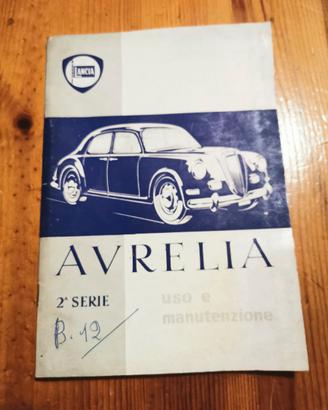 LANCIA
AVRELIA
2ª SERIE
uso e
manutenzione
B. 12